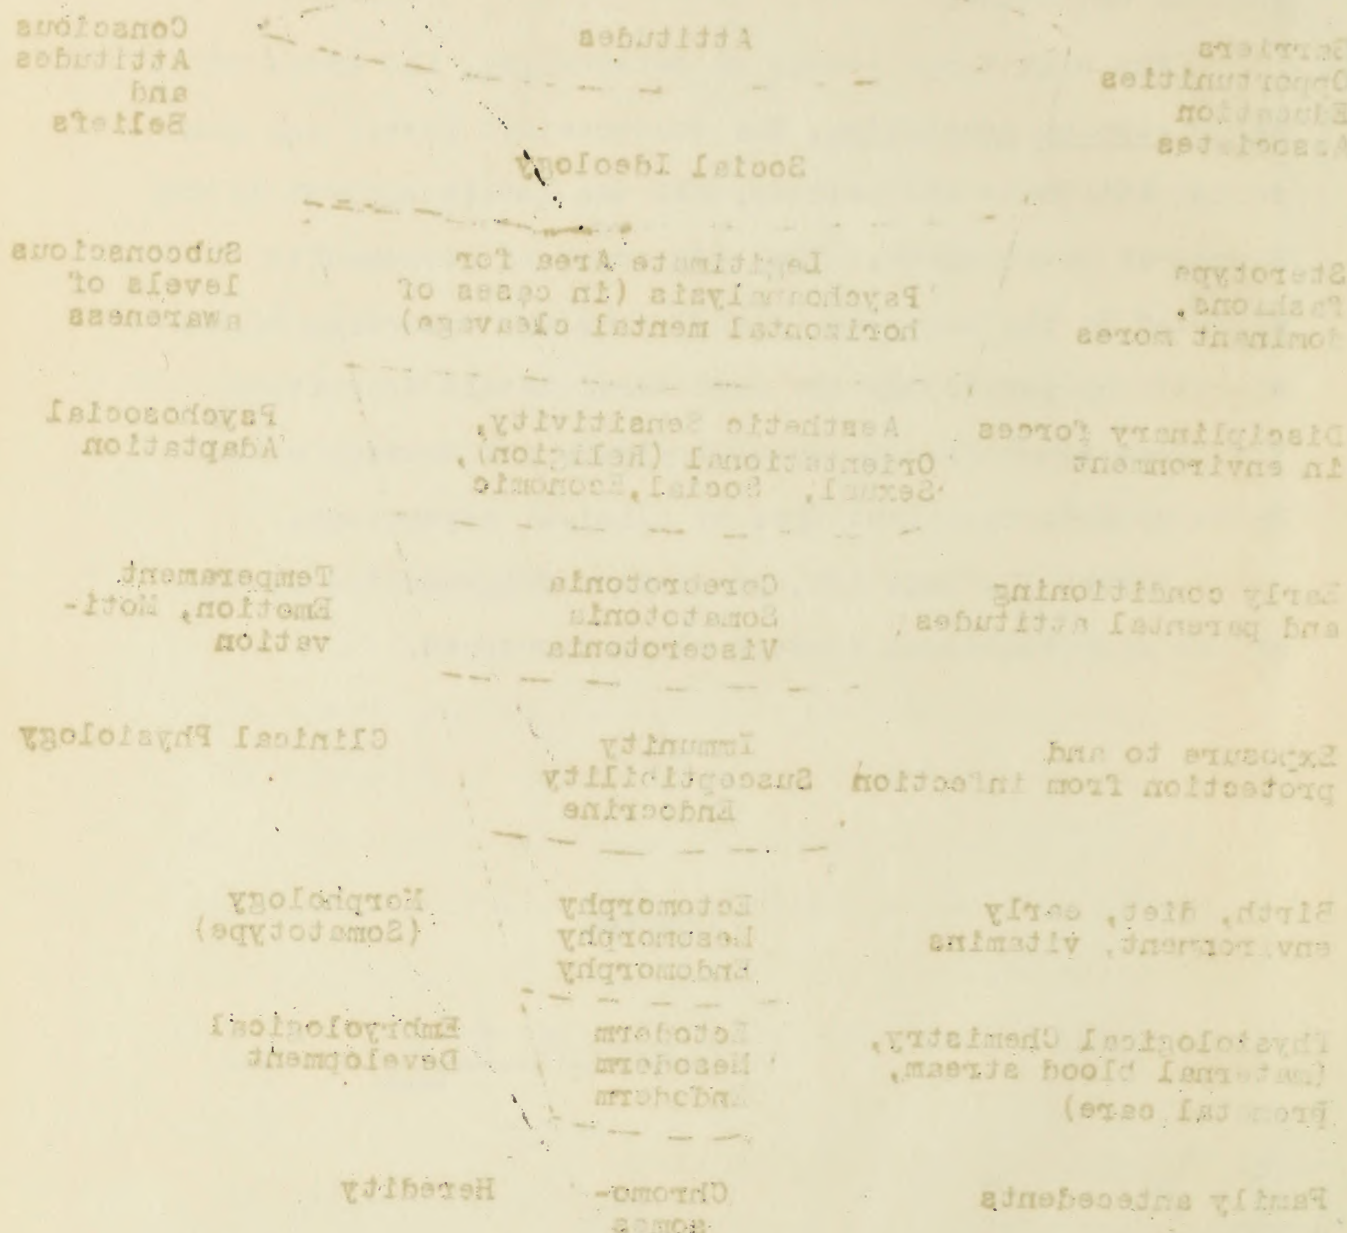 Barriers
Opportunities
Education
Associates
Attitudes
Social Ideology
Conscious
Attitudes
and
Beliefs
Sterotype
fashions,
dominant mores
Legitimate Area for
Psychoanalysis (in cases of
horizontal mental cleavage)
Subconscious
levels of
awareness
Disciplinary forces
in environment
Aesthetic Sensitivity,
Orientational (Religion),
Sexual, Social, Economic
Psychosocial
Adaptation
Early conditioning
and parental attitudes
Cerebrotonia
Somatotonia
Viscerotonia
Temperament
Emotion, Moti-
vation
Exposure to and
protection from infection
Immunity
Susceptibility
Endocrine
Clinical Physiology
Birth, diet, early
environment, vitamins
Ectomorphy
Mesomorphy
Endomorphy
Morphology
(Somatotype)
Physiological Chemistry,
(maternal blood stream,
prenatal care)
Ectoderm
Mesoderm
Endoderm
Embryological
Development
Family antecedents
Chromo-
somes
Heredity